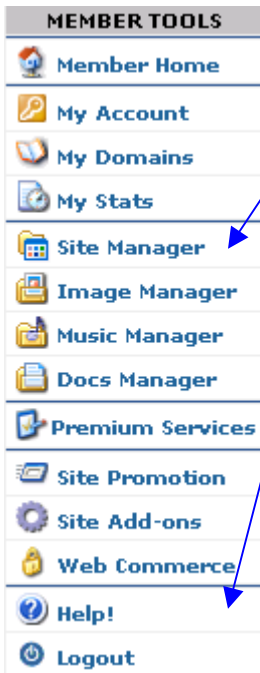 MEMBER TOOLS
Member Home
My Account
My Domains
My Stats
Site Manager
Image Manager
Music Manager
Docs Manager
Premium Services
Site Promotion
Site Add-ons
Web Commerce
Help!
Logout